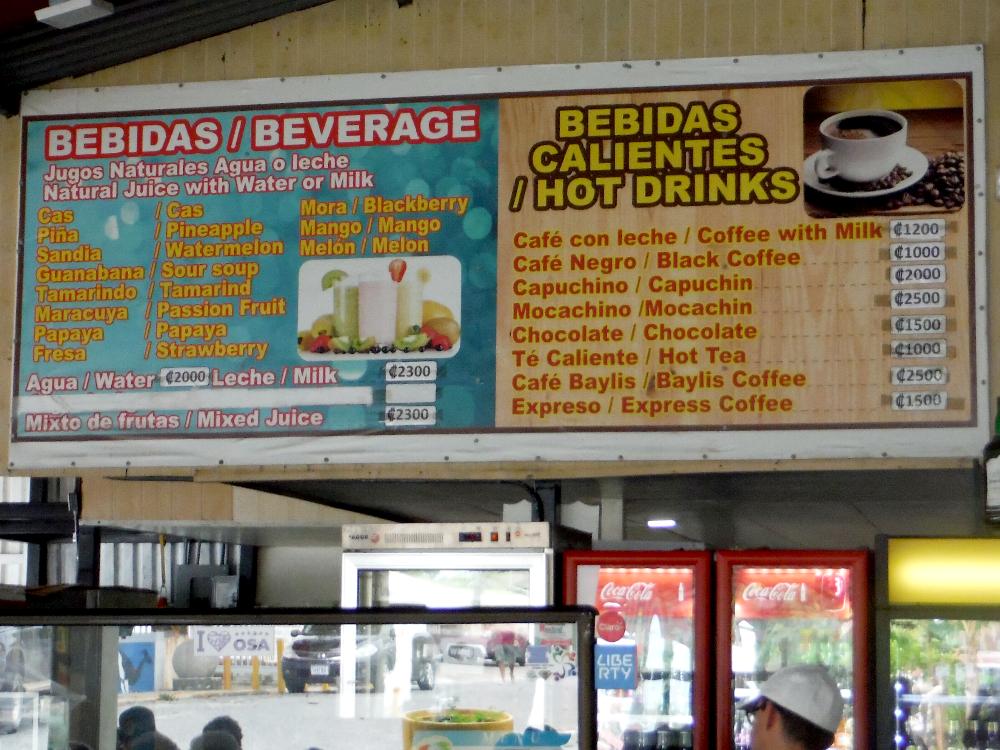 BEBIDAS / BEVERAGE
Jugos Naturales Agua o leche
Natural Juice with Water or Milk
Cas / Cas
Piña / Pineapple
Sandia / Watermelon
Guanabana / Sour soup
Tamarindo / Tamarind
Maracuya / Passion Fruit
Papaya / Papaya
Fresa / Strawberry
Mora / Blackberry
Mango / Mango
Melón / Melon
Agua / Water ₡2000 Leche / Milk ₡2300
Mixto de frutas / Mixed Juice ₡2300
BEBIDAS
CALIENTES
/ HOT DRINKS
Café con leche / Coffee with Milk ₡1200
Café Negro / Black Coffee ₡1000
Capuchino / Capuchin ₡2000
Mocachino /Mocachin ₡2500
Chocolate / Chocolate ₡1500
Té Caliente / Hot Tea ₡1000
Café Baylis / Baylis Coffee ₡2500
Expreso / Express Coffee ₡1500
Coca-Cola
Coca-Cola
Claro
LIBE
RTY
I OSA